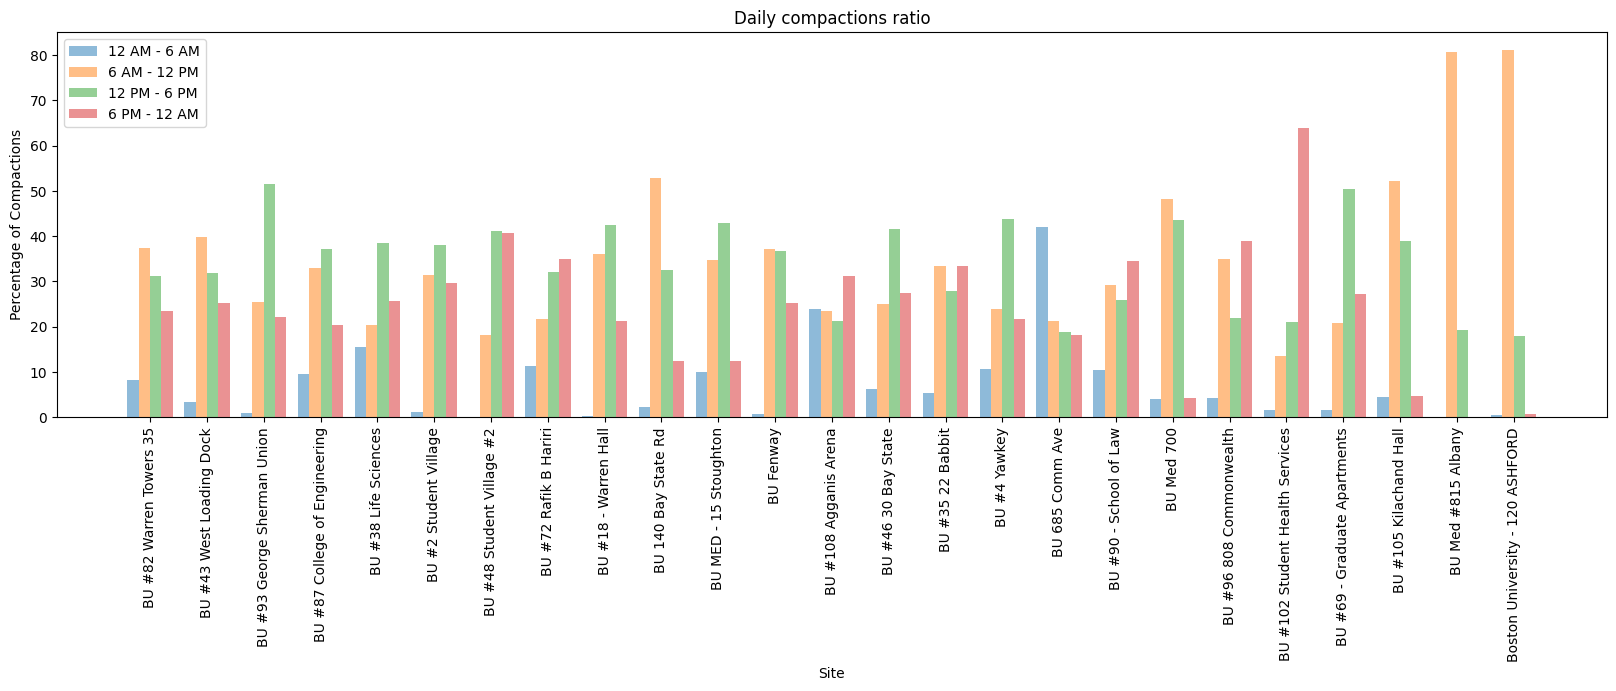 Daily compactions ratio
12 AM - 6 AM
6 AM - 12 PM
12 PM - 6 PM
6 PM - 12 AM
Percentage of Compactions
80
70
60
50
40
30
20
10
0
BU #82 Warren Towers 35
BU #43 West Loading Dock
BU #93 George Sherman Union
BU #87 College of Engineering
BU #38 Life Sciences
BU #2 Student Village
BU #48 Student Village #2
BU #72 Rafik B Hariri
BU #18 - Warren Hall
BU 140 Bay State Rd
BU MED - 15 Stoughton
BU Fenway
BU #108 Agganis Arena
BU #46 30 Bay State
BU #35 22 Babbit
BU #4 Yawkey
BU 685 Comm Ave
BU #90 - School of Law
BU Med 700
BU #96 808 Commonwealth
BU #102 Student Health Services
BU #69 - Graduate Apartments
BU #105 Kilachand Hall
BU Med #815 Albany
Boston University - 120 ASHFORD
Site